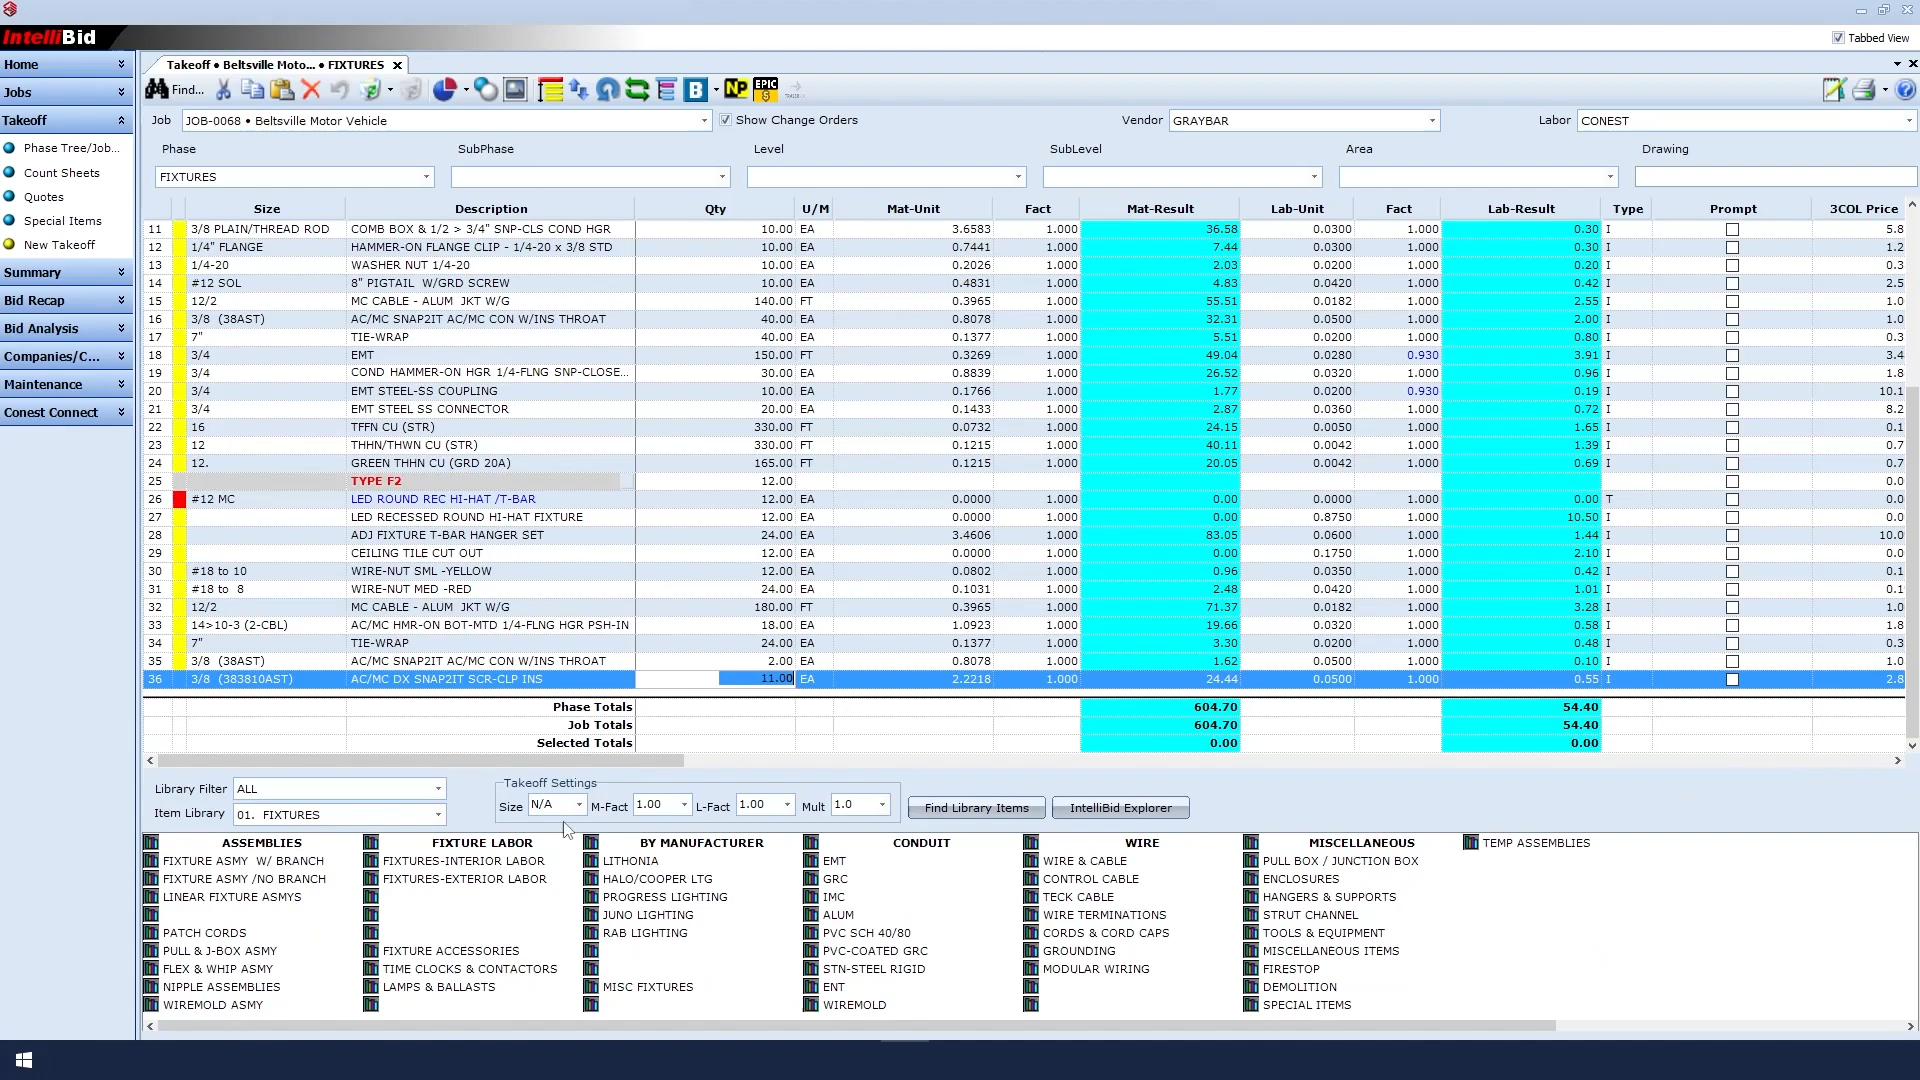 IntelliBid
Tabbed View
Home
Jobs
Takeoff
Phase Tree/Job...
Count Sheets
Quotes
Special Items
New Takeoff
Summary
Bid Recap
Bid Analysis
Companies/C...
Maintenance
Conest Connect
Takeoff • Beltsville Moto... • FIXTURES
Find... B NP EPIC $
Job JOB-0068 • Beltsville Motor Vehicle Show Change Orders Vendor GRAYBAR Labor CONEST
Phase SubPhase Level SubLevel Area Drawing
FIXTURES
Size Description Qty U/M Mat-Unit Fact Mat-Result Lab-Unit Fact Lab-Result Type Prompt 3COL Price
11 3/8 PLAIN/THREAD ROD COMB BOX & 1/2 > 3/4" SNP-CLS COND HGR 10.00 EA 3.6583 1.000 36.58 0.0300 1.000 0.30 I 5.8
12 1/4" FLANGE HAMMER-ON FLANGE CLIP - 1/4-20 x 3/8 STD 10.00 EA 0.7441 1.000 7.44 0.0300 1.000 0.30 I 1.2
13 1/4-20 WASHER NUT 1/4-20 10.00 EA 0.2026 1.000 2.03 0.0200 1.000 0.20 I 0.3
14 #12 SOL 8" PIGTAIL W/GRD SCREW 10.00 EA 0.4831 1.000 4.83 0.0420 1.000 0.42 I 2.5
15 12/2 MC CABLE - ALUM JKT W/G 140.00 FT 0.3965 1.000 55.51 0.0182 1.000 2.55 I 1.0
16 3/8 (38AST) AC/MC SNAP2IT AC/MC CON W/INS THROAT 40.00 EA 0.8078 1.000 32.31 0.0500 1.000 2.00 I 1.0
17 7" TIE-WRAP 40.00 EA 0.1377 1.000 5.51 0.0200 1.000 0.80 I 0.3
18 3/4 EMT 150.00 FT 0.3269 1.000 49.04 0.0280 0.930 3.91 I 3.4
19 3/4 COND HAMMER-ON HGR 1/4-FLNG SNP-CLOSE... 30.00 EA 0.8839 1.000 26.52 0.0320 1.000 0.96 I 1.8
20 3/4 EMT STEEL-SS COUPLING 10.00 EA 0.1766 1.000 1.77 0.0200 0.930 0.19 I 10.1
21 3/4 EMT STEEL SS CONNECTOR 20.00 EA 0.1433 1.000 2.87 0.0360 1.000 0.72 I 8.2
22 16 TFFN CU (STR) 330.00 FT 0.0732 1.000 24.15 0.0050 1.000 1.65 I 0.1
23 12 THHN/THWN CU (STR) 330.00 FT 0.1215 1.000 40.11 0.0042 1.000 1.39 I 0.7
24 12. GREEN THHN CU (GRD 20A) 165.00 FT 0.1215 1.000 20.05 0.0042 1.000 0.69 I 0.7
25 TYPE F2 12.00 0.0
26 #12 MC LED ROUND REC HI-HAT /T-BAR 12.00 EA 0.0000 1.000 0.00 0.0000 1.000 0.00 T 0.0
27 LED RECESSED ROUND HI-HAT FIXTURE 12.00 EA 0.0000 1.000 0.00 0.8750 1.000 10.50 I 0.0
28 ADJ FIXTURE T-BAR HANGER SET 24.00 EA 3.4606 1.000 83.05 0.0600 1.000 1.44 I 10.0
29 CEILING TILE CUT OUT 12.00 EA 0.0000 1.000 0.00 0.1750 1.000 2.10 I 0.0
30 #18 to 10 WIRE-NUT SML -YELLOW 12.00 EA 0.0802 1.000 0.96 0.0350 1.000 0.42 I 0.1
31 #18 to 8 WIRE-NUT MED -RED 24.00 EA 0.1031 1.000 2.48 0.0420 1.000 1.01 I 0.1
32 12/2 MC CABLE - ALUM JKT W/G 180.00 FT 0.3965 1.000 71.37 0.0182 1.000 3.28 I 1.0
33 14>10-3 (2-CBL) AC/MC HMR-ON BOT-MTD 1/4-FLNG HGR PSH-IN 18.00 EA 1.0923 1.000 19.66 0.0320 1.000 0.58 I 1.8
34 7" TIE-WRAP 24.00 EA 0.1377 1.000 3.30 0.0200 1.000 0.48 I 0.3
35 3/8 (38AST) AC/MC SNAP2IT AC/MC CON W/INS THROAT 2.00 EA 0.8078 1.000 1.62 0.0500 1.000 0.10 I 1.0
36 3/8 (383810AST) AC/MC DX SNAP2IT SCR-CLP INS 11.00 EA 2.2218 1.000 24.44 0.0500 1.000 0.55 I 2.8
Phase Totals 604.70 54.40
Job Totals 604.70 54.40
Selected Totals 0.00 0.00
Library Filter ALL
Item Library 01. FIXTURES
Takeoff Settings
Size N/A M-Fact 1.00 L-Fact 1.00 Mult 1.0 Find Library Items IntelliBid Explorer
ASSEMBLIES FIXTURE LABOR BY MANUFACTURER CONDUIT WIRE MISCELLANEOUS TEMP ASSEMBLIES
FIXTURE ASMY W/ BRANCH FIXTURES-INTERIOR LABOR LITHONIA EMT WIRE & CABLE PULL BOX / JUNCTION BOX
FIXTURE ASMY /NO BRANCH FIXTURES-EXTERIOR LABOR HALO/COOPER LTG GRC CONTROL CABLE ENCLOSURES
LINEAR FIXTURE ASMYS PROGRESS LIGHTING IMC TECK CABLE HANGERS & SUPPORTS
JUNO LIGHTING ALUM WIRE TERMINATIONS STRUT CHANNEL
PATCH CORDS RAB LIGHTING PVC SCH 40/80 CORDS & CORD CAPS TOOLS & EQUIPMENT
PULL & J-BOX ASMY FIXTURE ACCESSORIES PVC-COATED GRC GROUNDING MISCELLANEOUS ITEMS
FLEX & WHIP ASMY TIME CLOCKS & CONTACTORS STN-STEEL RIGID MODULAR WIRING FIRESTOP
NIPPLE ASSEMBLIES LAMPS & BALLASTS MISC FIXTURES ENT DEMOLITION
WIREMOLD ASMY WIREMOLD SPECIAL ITEMS